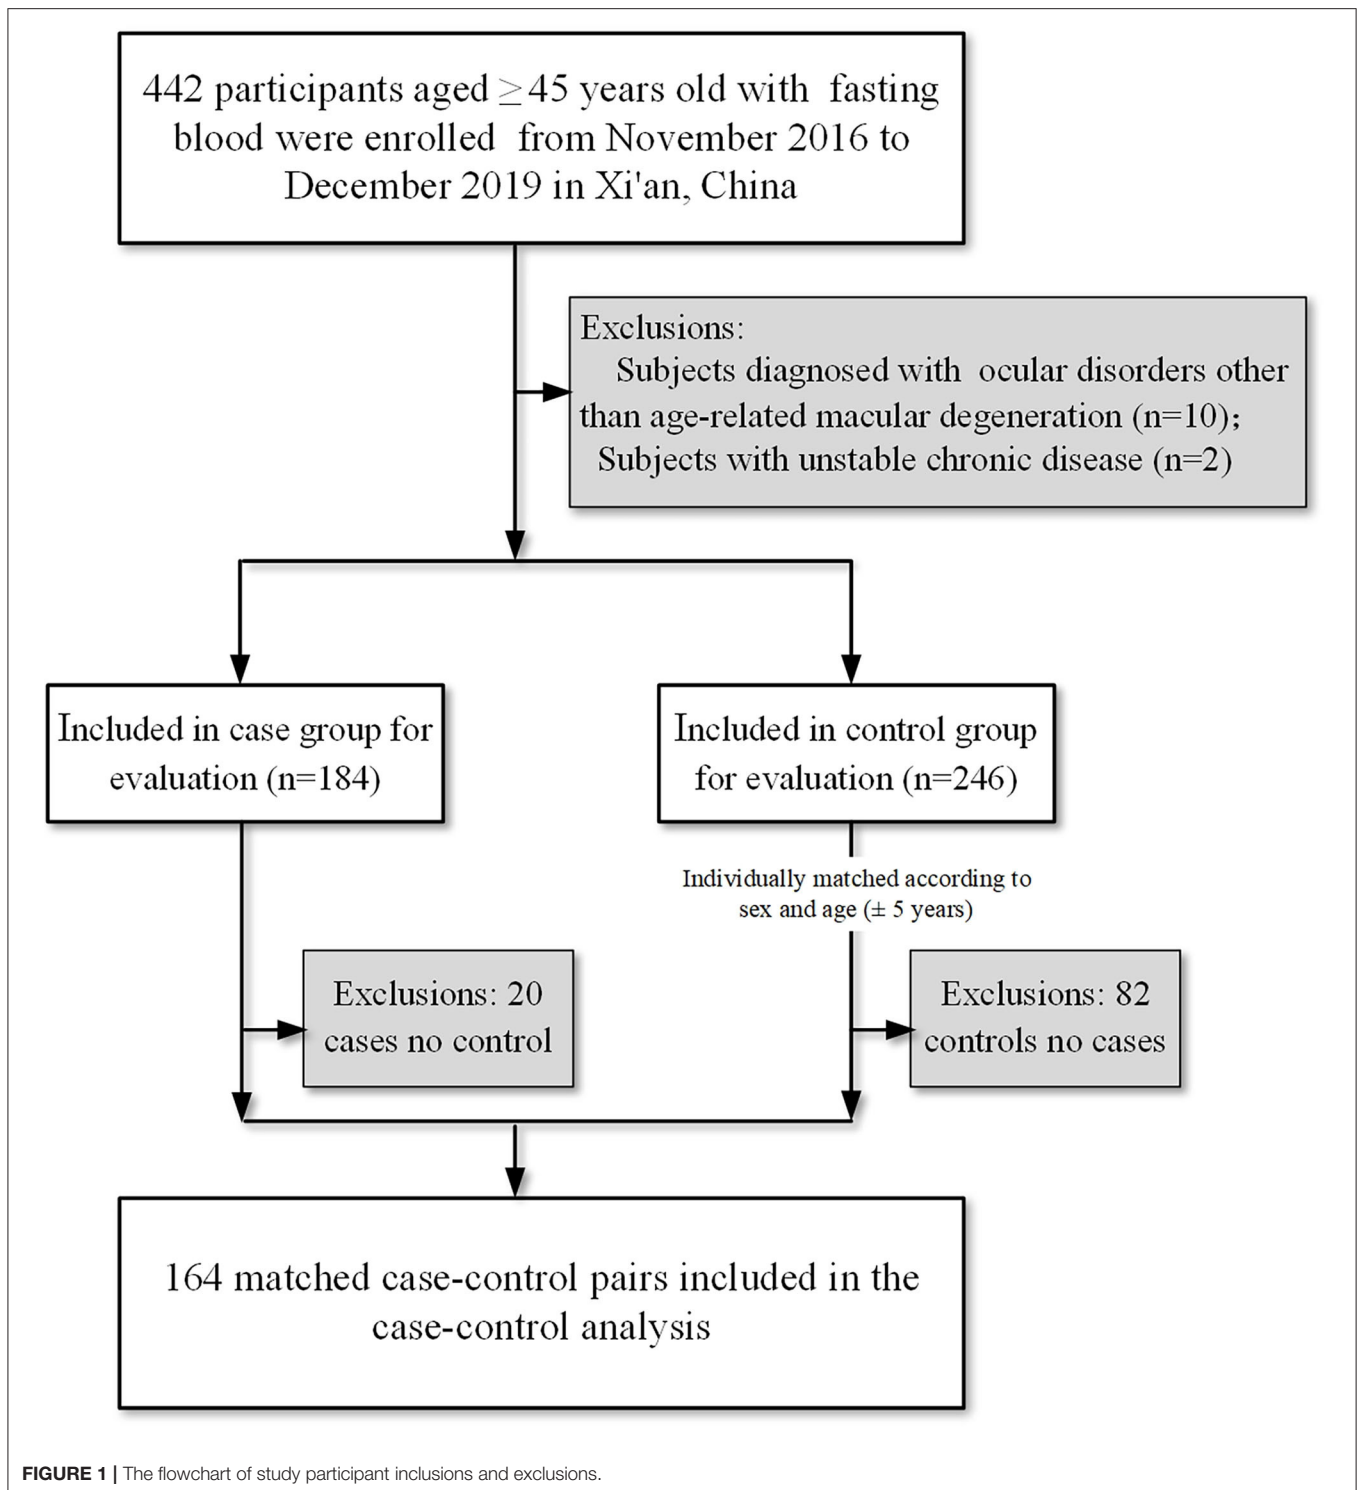 442 participants aged ≥45 years old with fasting
blood were enrolled from November 2016 to
December 2019 in Xi'an, China
Exclusions:
Subjects diagnosed with ocular disorders other
than age-related macular degeneration (n=10);
Subjects with unstable chronic disease (n=2)
Included in case group for
evaluation (n=184)
Included in control group
for evaluation (n=246)
Individually matched according to
sex and age (± 5 years)
Exclusions: 20
cases no control
Exclusions: 82
controls no cases
164 matched case-control pairs included in the
case-control analysis
FIGURE 1 | The flowchart of study participant inclusions and exclusions.